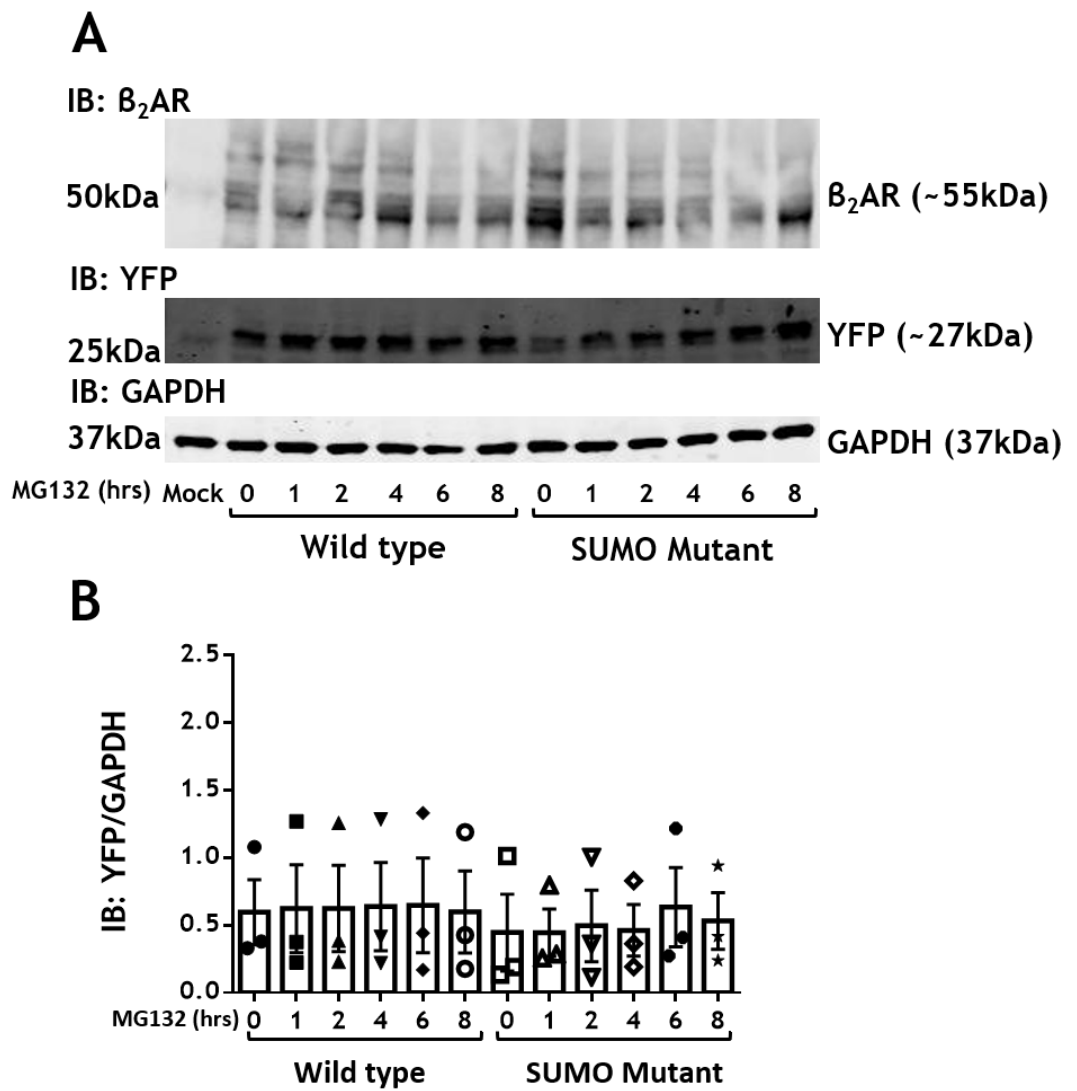 A
IB: ß₂AR
50kDa
ß₂AR (~55kDa)
IB: YFP
25kDa
YFP (~27kDa)
IB: GAPDH
37kDa
GAPDH (37kDa)
MG132 (hrs) Mock 0 1 2 4 6 8 0 1 2 4 6 8
Wild type SUMO Mutant
B
IB: YFP/GAPDH
2.5
2.0
1.5
1.0
0.5
0.0
MG132 (hrs) 0 1 2 4 6 8 0 1 2 4 6 8
Wild type SUMO Mutant